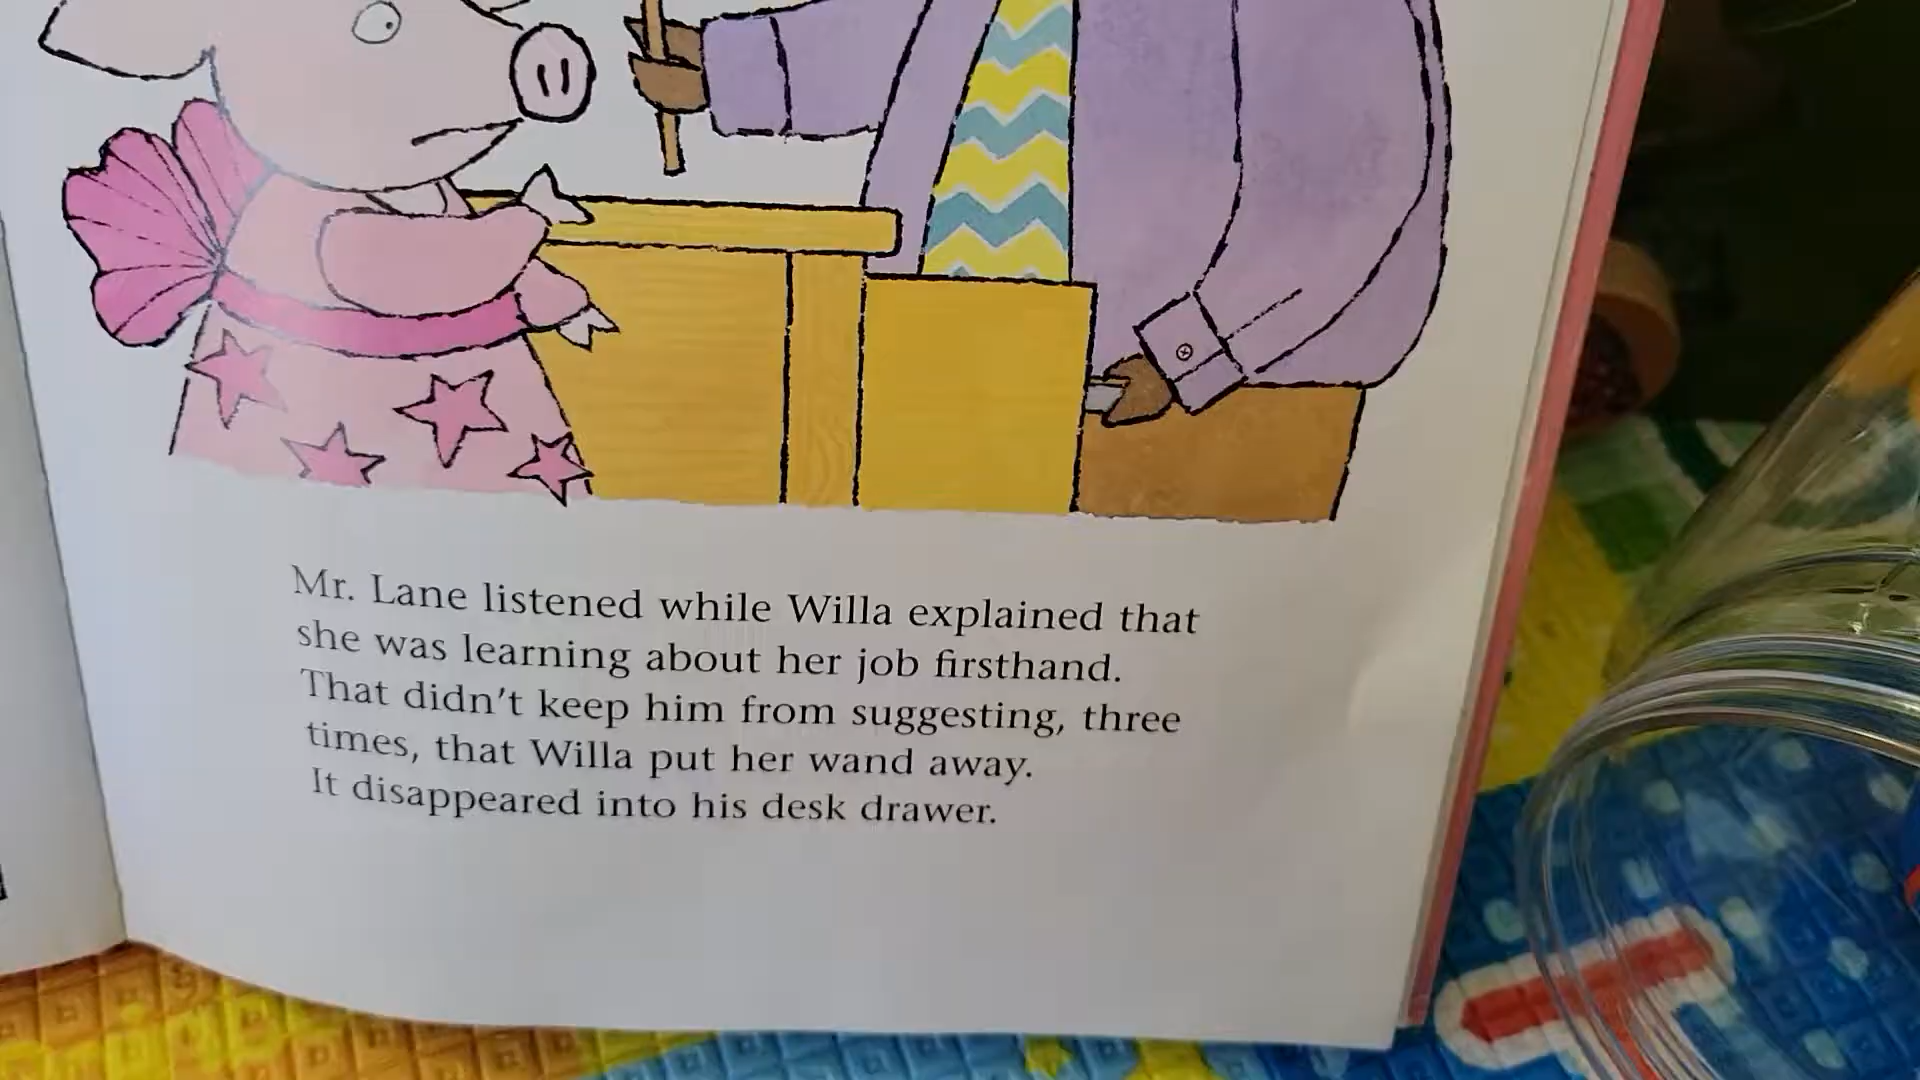 Mr. Lane listened while Willa explained that
she was learning about her job firsthand.
That didn't keep him from suggesting, three
times, that Willa put her wand away.
It disappeared into his desk drawer.